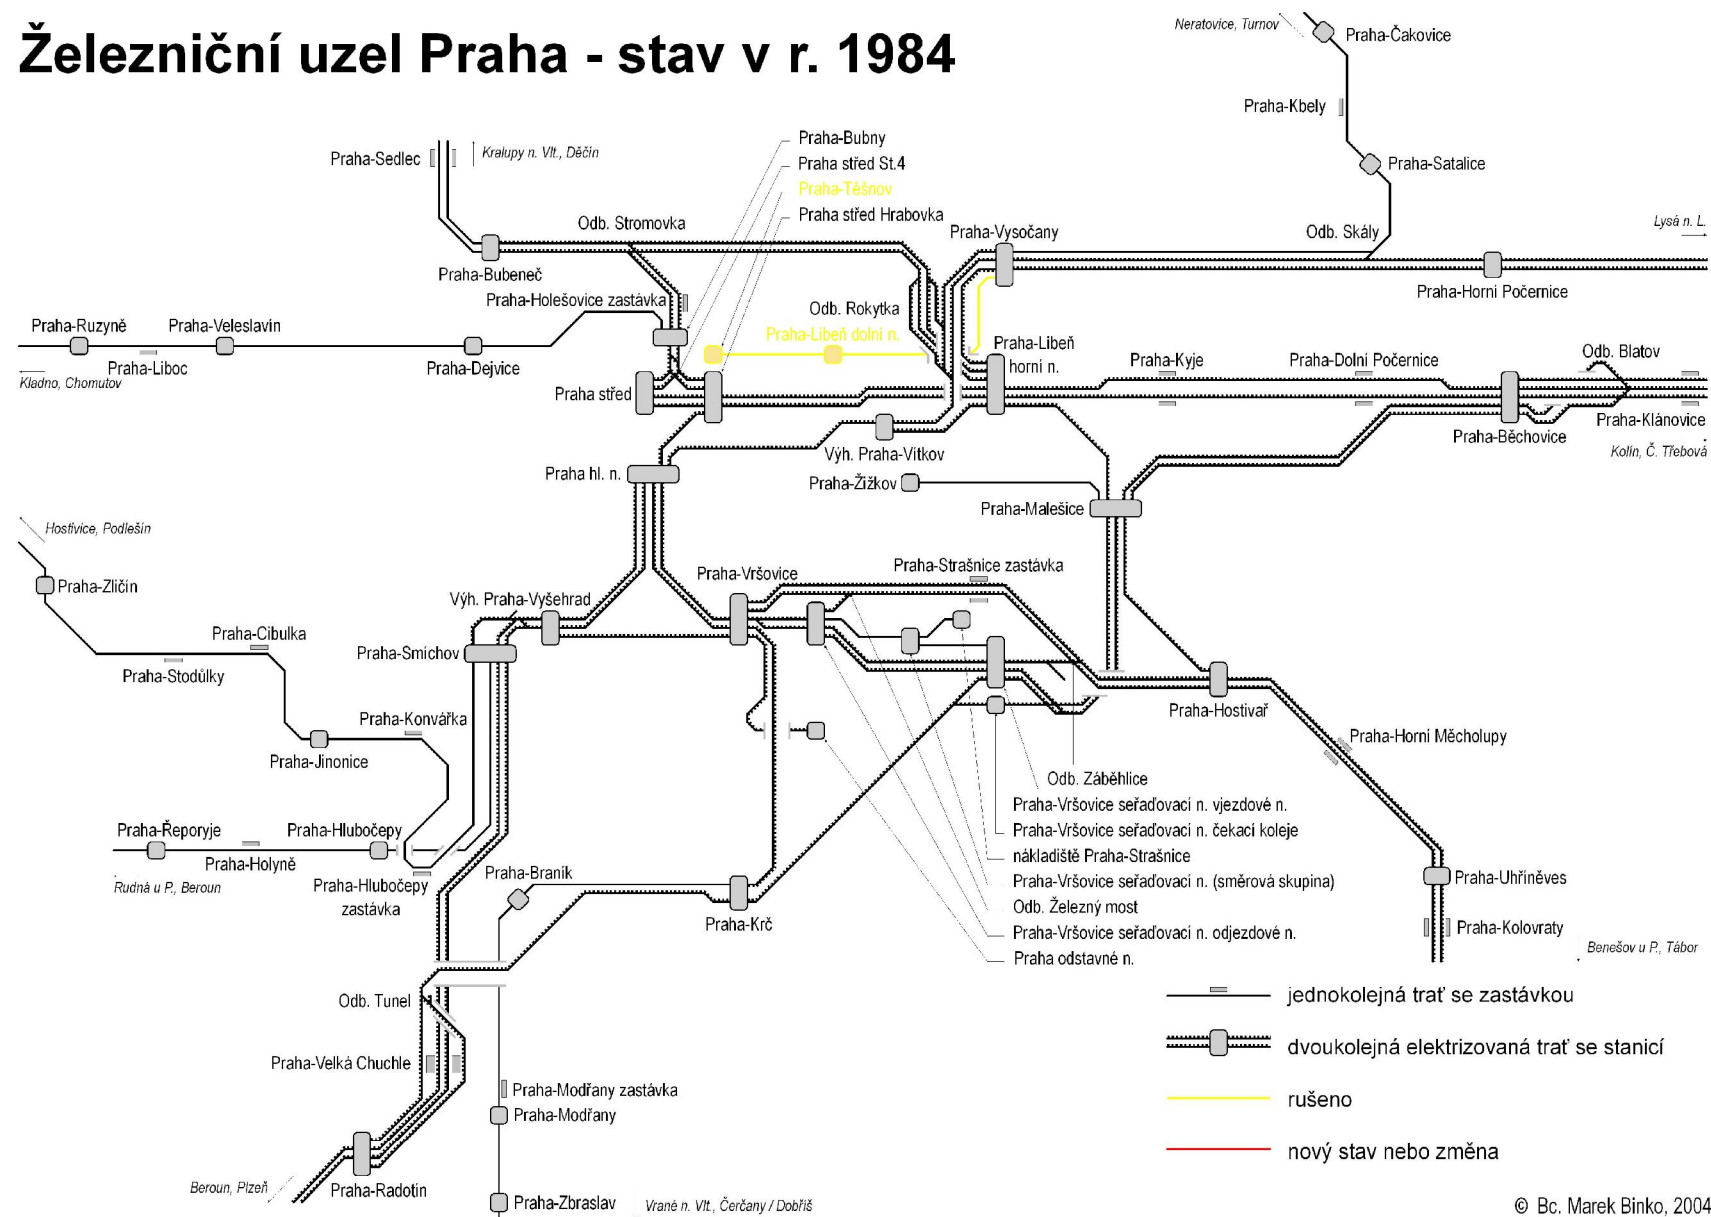 Železniční uzel Praha - stav v r. 1984
Neratovice, Turnov
Praha-Čakovice
Praha-Kbely
Praha-Satalice
Praha-Sedlec
Kralupy n. Vlt., Děčín
Praha-Bubny
Praha střed St.4
Praha-Těšnov
Praha střed Hrabovka
Odb. Stromovka
Praha-Vysočany
Odb. Skály
Lysá n. L.
Praha-Bubeneč
Praha-Horní Počernice
Praha-Holešovice zastávka
Odb. Rokytka
Praha-Ruzyně
Praha-Veleslavín
Praha-Libeň dolní n.
Praha-Libeň
horní n.
Praha-Liboc
Praha-Dejvice
Praha-Kyje
Praha-Dolní Počernice
Odb. Blatov
Kladno, Chomutov
Praha střed
Praha-Klánovice
Praha-Běchovice
Kolín, Č. Třebová
Výh. Praha-Vítkov
Praha hl. n.
Praha-Žižkov
Praha-Malešice
Hostivice, Podlešín
Praha-Zličín
Praha-Vršovice
Praha-Strašnice zastávka
Výh. Praha-Vyšehrad
Praha-Cibulka
Praha-Smíchov
Praha-Stodůlky
Praha-Konvářka
Praha-Hostivař
Praha-Jinonice
Praha-Horní Měcholupy
Odb. Záběhlice
Praha-Vršovice seřaďovací n. vjezdové n.
Praha-Vršovice seřaďovací n. čekací koleje
nákladiště Praha-Strašnice
Praha-Vršovice seřaďovací n. (směrová skupina)
Odb. Železný most
Praha-Vršovice seřaďovací n. odjezdové n.
Praha odstavné n.
Praha-Řeporyje
Praha-Hlubočepy
Praha-Holyně
Rudná u P., Beroun
Praha-Hlubočepy
zastávka
Praha-Braník
Praha-Krč
Praha-Uhříněves
Praha-Kolovraty
Benešov u P., Tábor
Odb. Tunel
Praha-Velká Chuchle
Praha-Modřany zastávka
Praha-Modřany
Beroun, Plzeň
Praha-Radotín
Praha-Zbraslav
Vrané n. Vlt., Čerčany / Dobříš
jednokolejná trať se zastávkou
dvoukolejná elektrizovaná trať se stanicí
rušeno
nový stav nebo změna
© Bc. Marek Binko, 2004